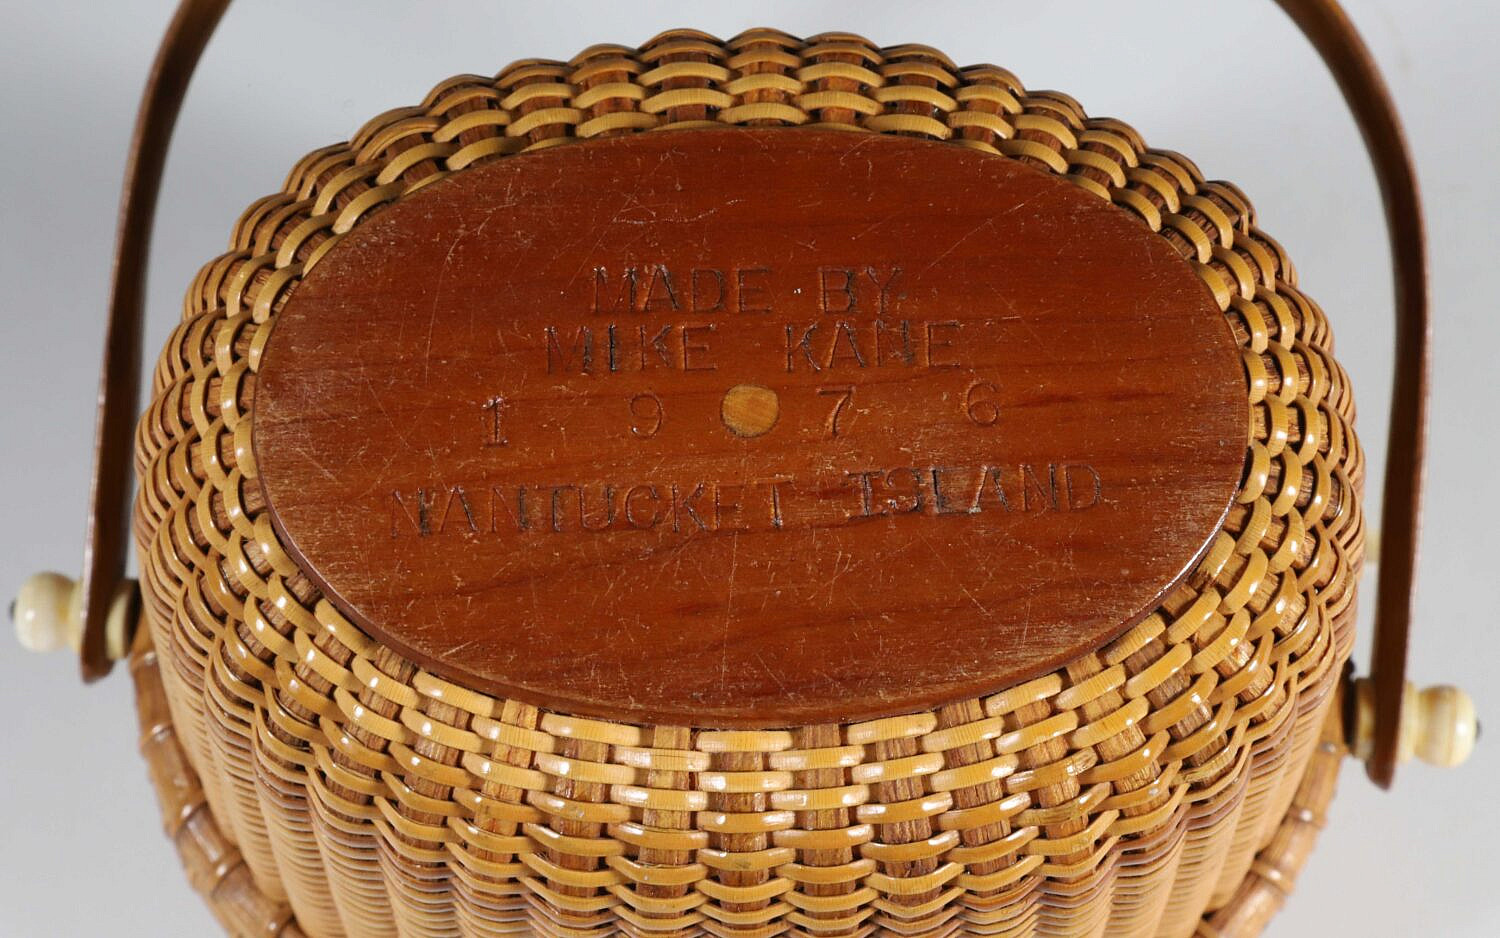 MADE BY
MIKE KANE
1 9 7 6
NANTUCKET ISLAND